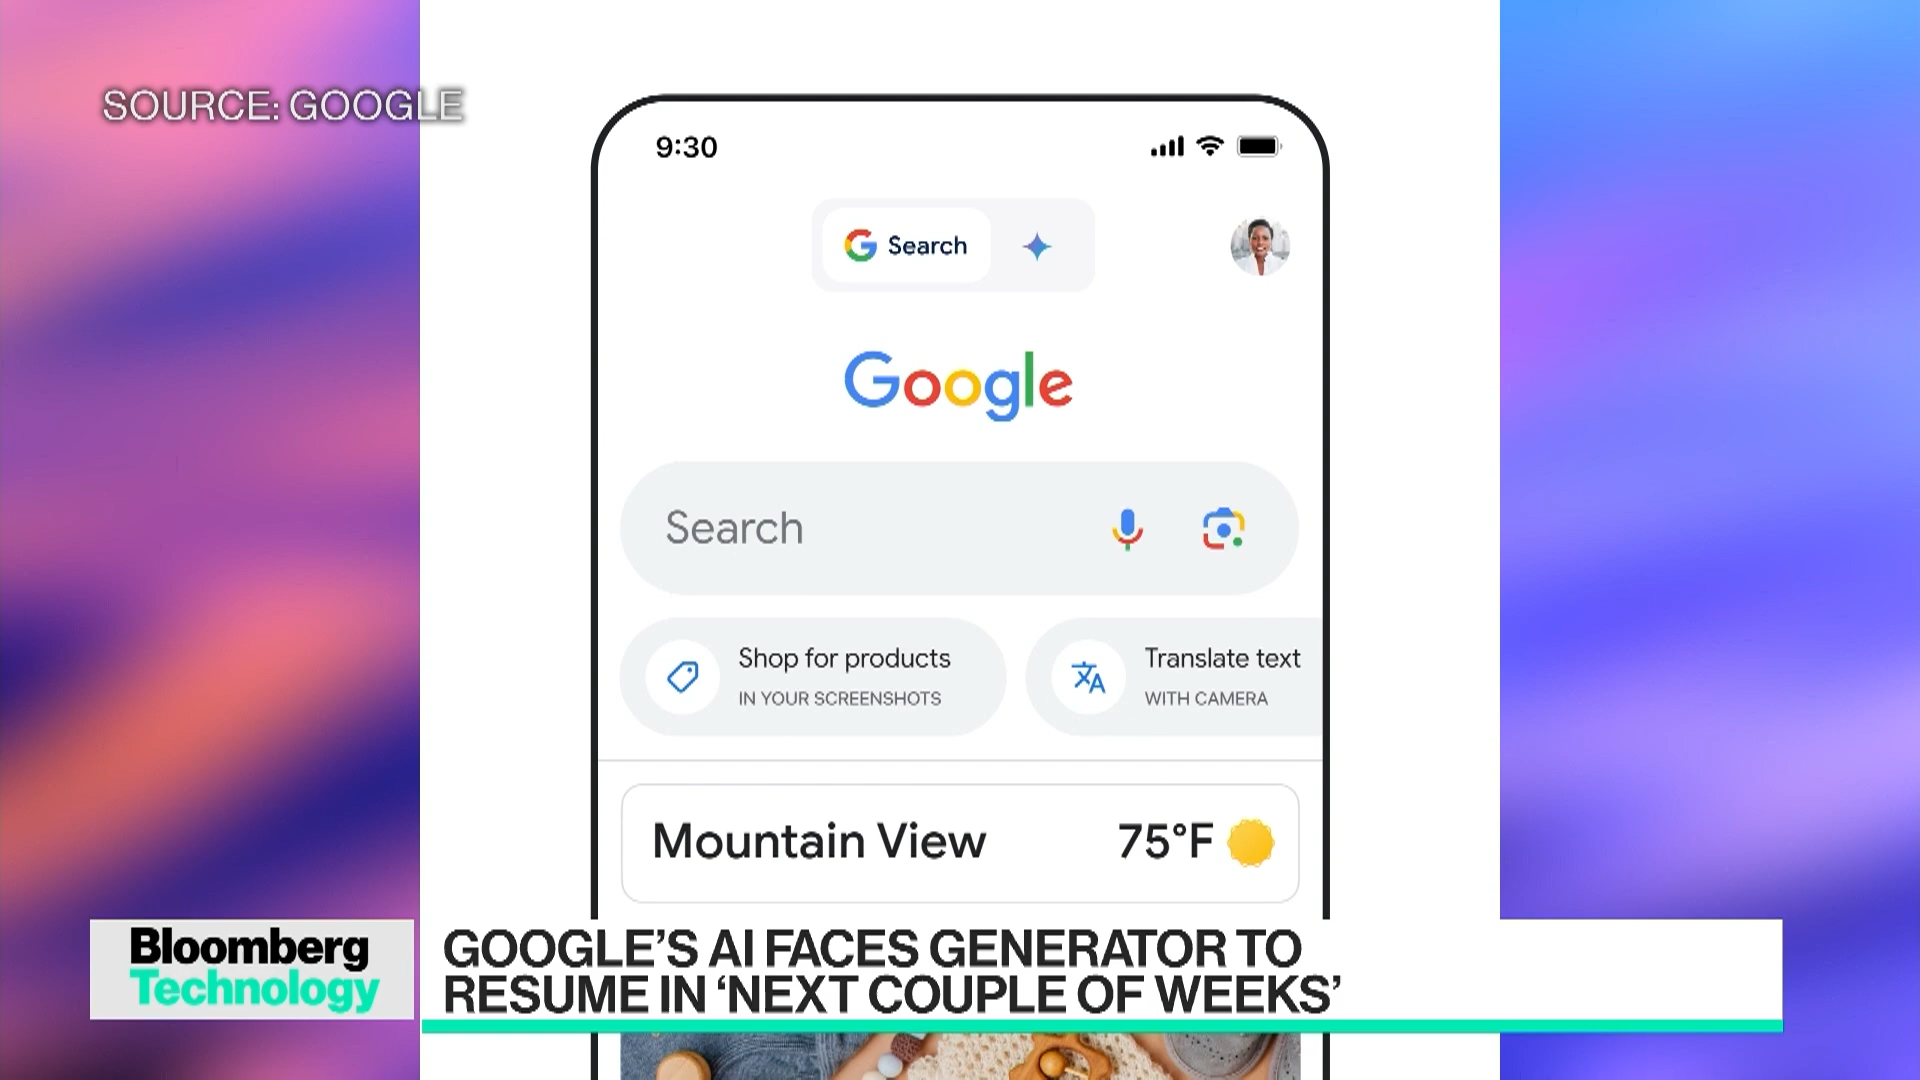 SOURCE: GOOGLE
9:30
Search
Google
Search
Shop for products
IN YOUR SCREENSHOTS
Translate text
WITH CAMERA
Mountain View
75°F
Bloomberg
Technology
GOOGLE’S AI FACES GENERATOR TO
RESUME IN ‘NEXT COUPLE OF WEEKS’